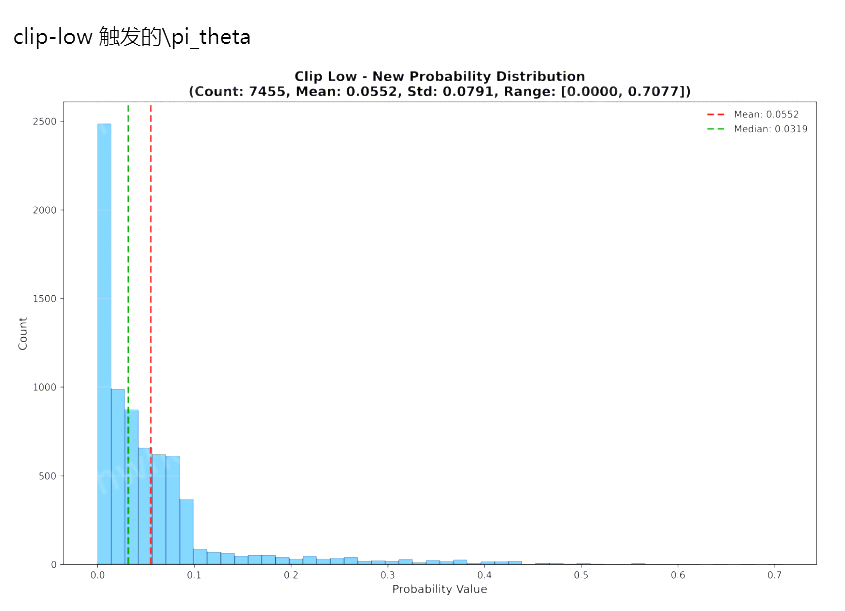 clip-low 触发的\pi_theta
Clip Low - New Probability Distribution
(Count: 7455, Mean: 0.0552, Std: 0.0791, Range: [0.0000, 0.7077])
Mean: 0.0552
Median: 0.0319
2500
2000
1500
1000
500
0
Count
0.0 0.1 0.2 0.3 0.4 0.5 0.6 0.7
Probability Value